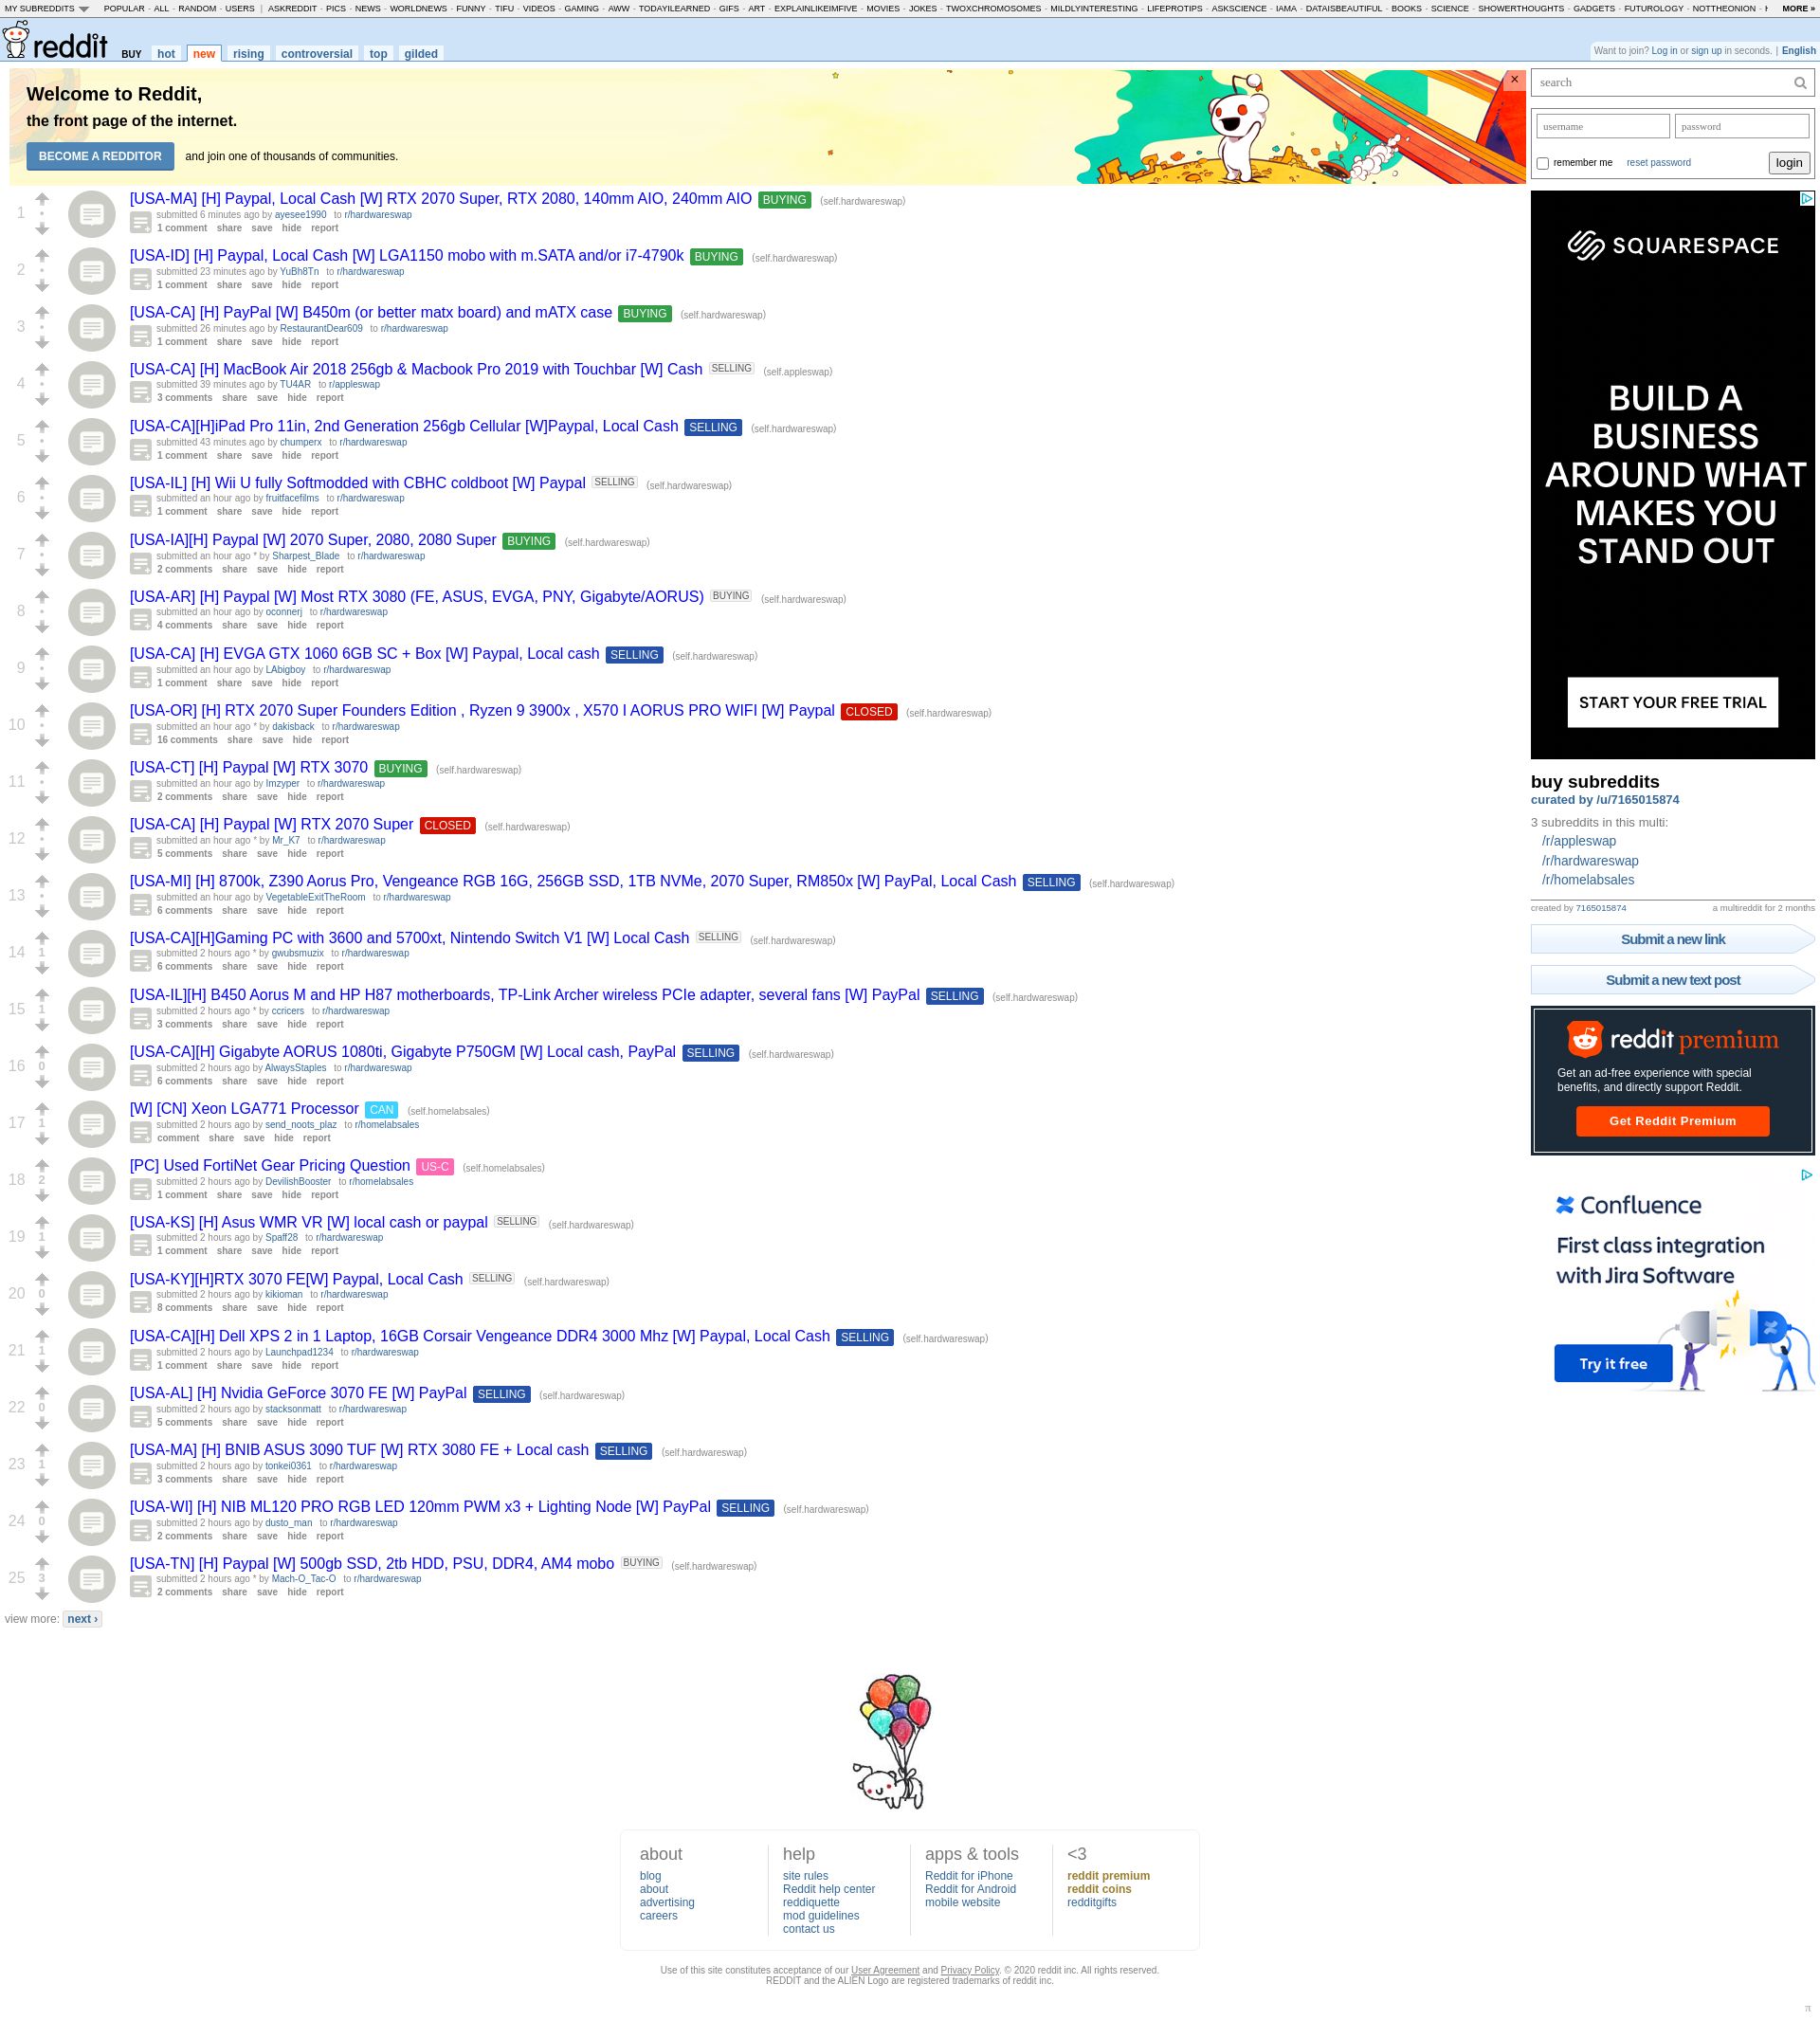 MY SUBREDDITS POPULAR - ALL - RANDOM - USERS | ASKREDDIT - PICS - NEWS - WORLDNEWS - FUNNY - TIFU - VIDEOS - GAMING - AWW - TODAYILEARNED - GIFS - ART - EXPLAINLIKEIMFIVE - MOVIES - JOKES - TWOXCHROMOSOMES - MILDLYINTERESTING - LIFEPROTIPS - ASKSCIENCE - IAMA - DATAISBEAUTIFUL - BOOKS - SCIENCE - SHOWERTHOUGHTS - GADGETS - FUTUROLOGY - NOTTHEONION - MORE »
reddit BUY hot new rising controversial top gilded
Want to join? Log in or sign up in seconds. | English
Welcome to Reddit,
the front page of the internet.
BECOME A REDDITOR and join one of thousands of communities.
×
1 [USA-MA] [H] Paypal, Local Cash [W] RTX 2070 Super, RTX 2080, 140mm AIO, 240mm AIO BUYING (self.hardwareswap)
submitted 6 minutes ago by ayesee1990 to r/hardwareswap
1 comment share save hide report
2 [USA-ID] [H] Paypal, Local Cash [W] LGA1150 mobo with m.SATA and/or i7-4790k BUYING (self.hardwareswap)
submitted 23 minutes ago by YuBh8Tn to r/hardwareswap
1 comment share save hide report
3 [USA-CA] [H] PayPal [W] B450m (or better matx board) and mATX case BUYING (self.hardwareswap)
submitted 26 minutes ago by RestaurantDear609 to r/hardwareswap
1 comment share save hide report
4 [USA-CA] [H] MacBook Air 2018 256gb & Macbook Pro 2019 with Touchbar [W] Cash SELLING (self.appleswap)
submitted 39 minutes ago by TU4AR to r/appleswap
3 comments share save hide report
5 [USA-CA][H]iPad Pro 11in, 2nd Generation 256gb Cellular [W]Paypal, Local Cash SELLING (self.hardwareswap)
submitted 43 minutes ago by chumperx to r/hardwareswap
1 comment share save hide report
6 [USA-IL] [H] Wii U fully Softmodded with CBHC coldboot [W] Paypal SELLING (self.hardwareswap)
submitted an hour ago by fruitfacefilms to r/hardwareswap
1 comment share save hide report
7 [USA-IA][H] Paypal [W] 2070 Super, 2080, 2080 Super BUYING (self.hardwareswap)
submitted an hour ago * by Sharpest_Blade to r/hardwareswap
2 comments share save hide report
8 [USA-AR] [H] Paypal [W] Most RTX 3080 (FE, ASUS, EVGA, PNY, Gigabyte/AORUS) BUYING (self.hardwareswap)
submitted an hour ago by oconnerj to r/hardwareswap
4 comments share save hide report
9 [USA-CA] [H] EVGA GTX 1060 6GB SC + Box [W] Paypal, Local cash SELLING (self.hardwareswap)
submitted an hour ago by LAbigboy to r/hardwareswap
1 comment share save hide report
10 [USA-OR] [H] RTX 2070 Super Founders Edition , Ryzen 9 3900x , X570 I AORUS PRO WIFI [W] Paypal CLOSED (self.hardwareswap)
submitted an hour ago * by dakisback to r/hardwareswap
16 comments share save hide report
11 [USA-CT] [H] Paypal [W] RTX 3070 BUYING (self.hardwareswap)
submitted an hour ago by Imzyper to r/hardwareswap
2 comments share save hide report
12 [USA-CA] [H] Paypal [W] RTX 2070 Super CLOSED (self.hardwareswap)
submitted an hour ago * by Mr_K7 to r/hardwareswap
5 comments share save hide report
13 [USA-MI] [H] 8700k, Z390 Aorus Pro, Vengeance RGB 16G, 256GB SSD, 1TB NVMe, 2070 Super, RM850x [W] PayPal, Local Cash SELLING (self.hardwareswap)
submitted an hour ago by VegetableExitTheRoom to r/hardwareswap
6 comments share save hide report
14 1 [USA-CA][H]Gaming PC with 3600 and 5700xt, Nintendo Switch V1 [W] Local Cash SELLING (self.hardwareswap)
submitted 2 hours ago * by gwubsmuzix to r/hardwareswap
6 comments share save hide report
15 1 [USA-IL][H] B450 Aorus M and HP H87 motherboards, TP-Link Archer wireless PCIe adapter, several fans [W] PayPal SELLING (self.hardwareswap)
submitted 2 hours ago * by ccricers to r/hardwareswap
3 comments share save hide report
16 0 [USA-CA][H] Gigabyte AORUS 1080ti, Gigabyte P750GM [W] Local cash, PayPal SELLING (self.hardwareswap)
submitted 2 hours ago by AlwaysStaples to r/hardwareswap
6 comments share save hide report
17 1 [W] [CN] Xeon LGA771 Processor CAN (self.homelabsales)
submitted 2 hours ago by send_noots_plaz to r/homelabsales
comment share save hide report
18 2 [PC] Used FortiNet Gear Pricing Question US-C (self.homelabsales)
submitted 2 hours ago by DevilishBooster to r/homelabsales
1 comment share save hide report
19 1 [USA-KS] [H] Asus WMR VR [W] local cash or paypal SELLING (self.hardwareswap)
submitted 2 hours ago by Spaff28 to r/hardwareswap
1 comment share save hide report
20 0 [USA-KY][H]RTX 3070 FE[W] Paypal, Local Cash SELLING (self.hardwareswap)
submitted 2 hours ago by kikioman to r/hardwareswap
8 comments share save hide report
21 1 [USA-CA][H] Dell XPS 2 in 1 Laptop, 16GB Corsair Vengeance DDR4 3000 Mhz [W] Paypal, Local Cash SELLING (self.hardwareswap)
submitted 2 hours ago by Launchpad1234 to r/hardwareswap
1 comment share save hide report
22 0 [USA-AL] [H] Nvidia GeForce 3070 FE [W] PayPal SELLING (self.hardwareswap)
submitted 2 hours ago by stacksonmatt to r/hardwareswap
5 comments share save hide report
23 1 [USA-MA] [H] BNIB ASUS 3090 TUF [W] RTX 3080 FE + Local cash SELLING (self.hardwareswap)
submitted 2 hours ago by tonkei0361 to r/hardwareswap
3 comments share save hide report
24 0 [USA-WI] [H] NIB ML120 PRO RGB LED 120mm PWM x3 + Lighting Node [W] PayPal SELLING (self.hardwareswap)
submitted 2 hours ago by dusto_man to r/hardwareswap
2 comments share save hide report
25 3 [USA-TN] [H] Paypal [W] 500gb SSD, 2tb HDD, PSU, DDR4, AM4 mobo BUYING (self.hardwareswap)
submitted 2 hours ago * by Mach-O_Tac-O to r/hardwareswap
2 comments share save hide report
view more: next ›
search
username password
remember me reset password login
SQUARESPACE
BUILD A
BUSINESS
AROUND WHAT
MAKES YOU
STAND OUT
START YOUR FREE TRIAL
buy subreddits
curated by /u/7165015874
3 subreddits in this multi:
/r/appleswap
/r/hardwareswap
/r/homelabsales
created by 7165015874 a multireddit for 2 months
Submit a new link
Submit a new text post
reddit premium
Get an ad-free experience with special
benefits, and directly support Reddit.
Get Reddit Premium
Confluence
First class integration
with Jira Software
Try it free
about
blog
about
advertising
careers
help
site rules
Reddit help center
reddiquette
mod guidelines
contact us
apps & tools
Reddit for iPhone
Reddit for Android
mobile website
<3
reddit premium
reddit coins
redditgifts
Use of this site constitutes acceptance of our User Agreement and Privacy Policy. © 2020 reddit inc. All rights reserved.
REDDIT and the ALIEN Logo are registered trademarks of reddit inc.
π